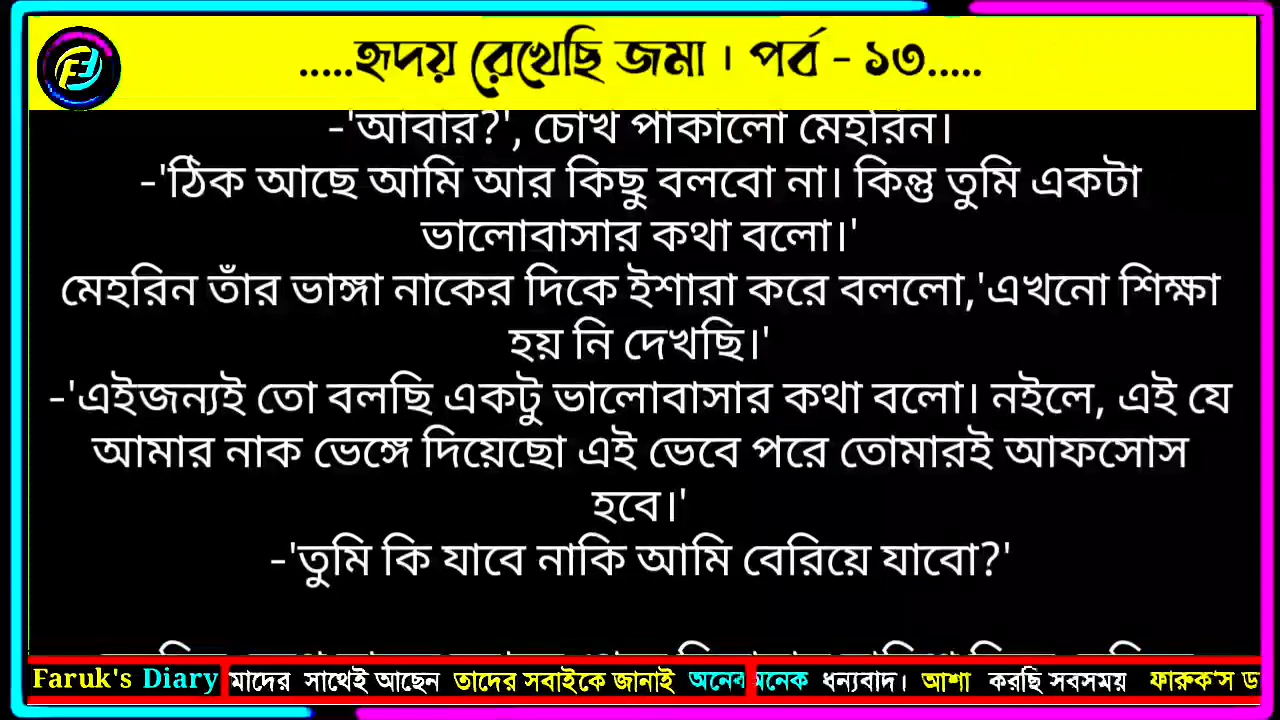 .....হৃদয় রেখেছি জমা । পর্ব - ১৩.....
-'আবার?', চোখ পাকালো মেহরিন।
-'ঠিক আছে আমি আর কিছু বলবো না। কিন্তু তুমি একটা
ভালোবাসার কথা বলো।'
মেহরিন তাঁর ভাঙ্গা নাকের দিকে ইশারা করে বললো,'এখনো শিক্ষা
হয় নি দেখছি।'
-'এইজন্যই তো বলছি একটু ভালোবাসার কথা বলো। নইলে, এই যে
আমার নাক ভেঙ্গে দিয়েছো এই ভেবে পরে তোমারই আফসোস
হবে।'
-'তুমি কি যাবে নাকি আমি বেরিয়ে যাবো?'
Faruk's Diary মাদের সাথেই আছেন তাদের সবাইকে জানাই অনেক ধন্যবাদ। আশা করছি সবসময় ফারুক'স ড